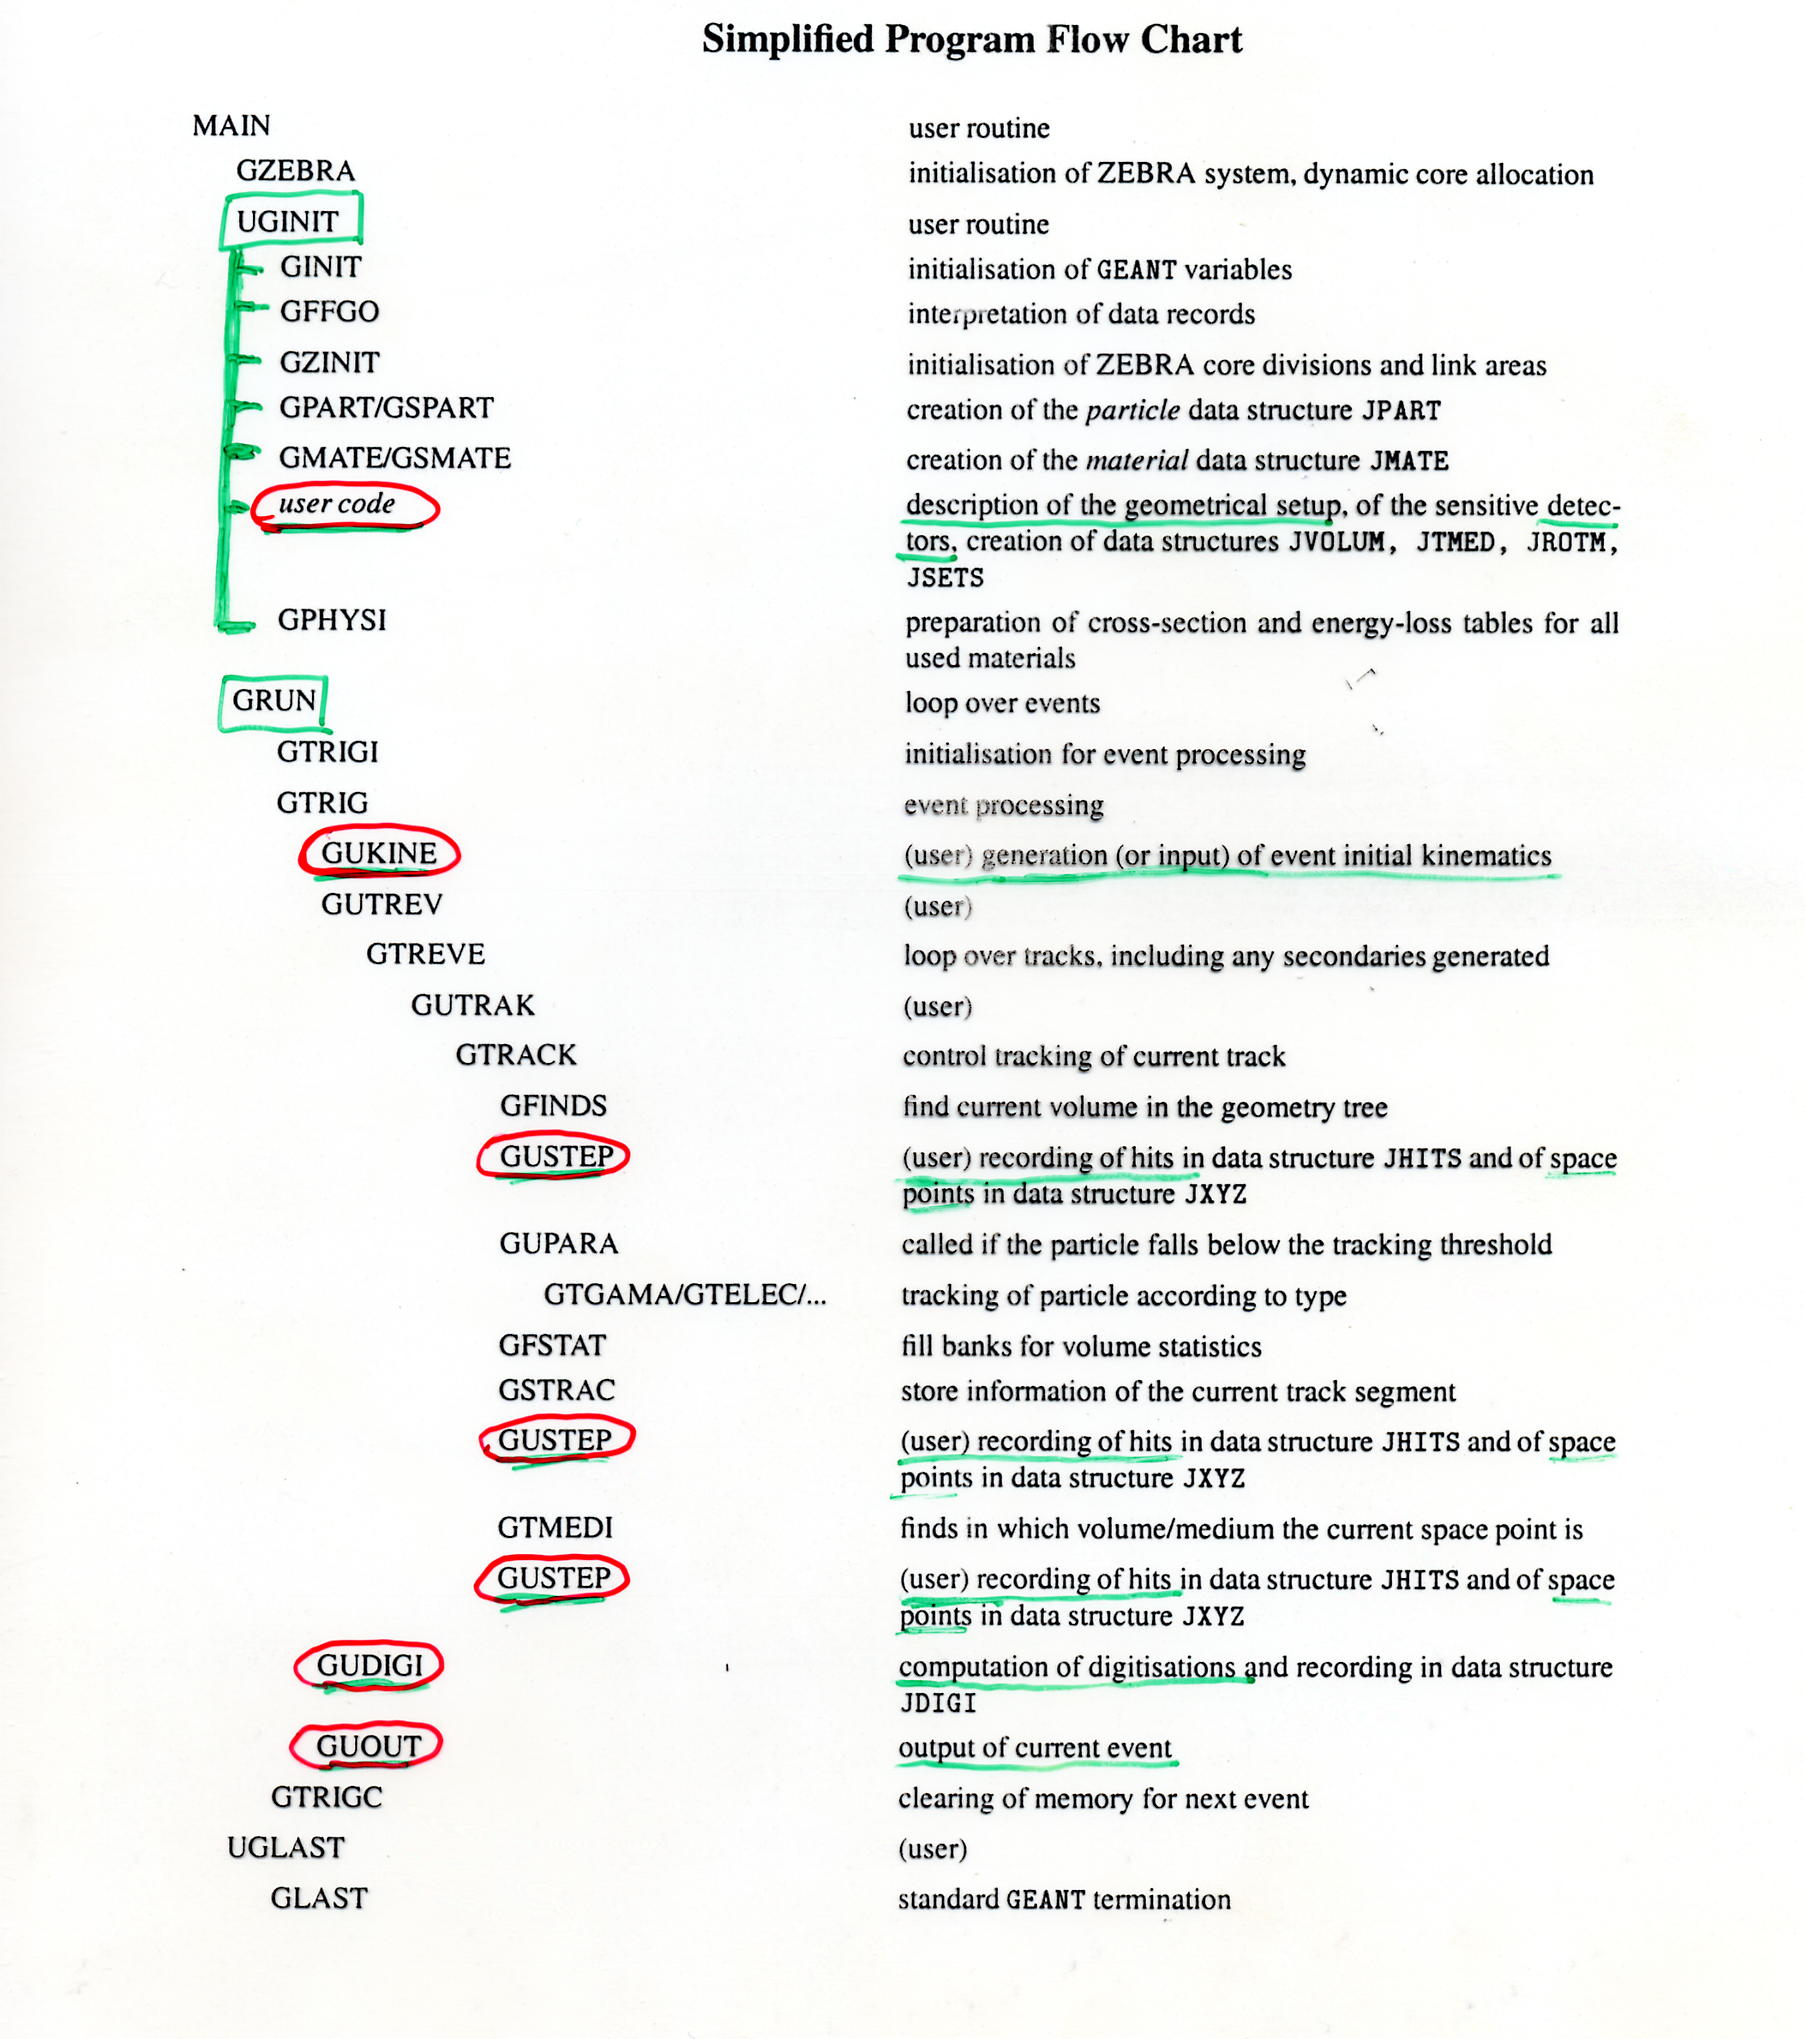 Simplified Program Flow Chart
MAIN user routine
GZEBRA initialisation of ZEBRA system, dynamic core allocation
UGINIT user routine
GINIT initialisation of GEANT variables
GFFGO interpretation of data records
GZINIT initialisation of ZEBRA core divisions and link areas
GPART/GSPART creation of the particle data structure JPART
GMATE/GSMATE creation of the material data structure JMATE
user code description of the geometrical setup, of the sensitive detec-
tors, creation of data structures JVOLUM, JTMED, JROTM,
JSETS
GPHYSI preparation of cross-section and energy-loss tables for all
used materials
GRUN loop over events
GTRIGI initialisation for event processing
GTRIG event processing
GUKINE (user) generation (or input) of event initial kinematics
GUTREV (user)
GTREVE loop over tracks, including any secondaries generated
GUTRAK (user)
GTRACK control tracking of current track
GFINDS find current volume in the geometry tree
GUSTEP (user) recording of hits in data structure JHITS and of space
points in data structure JXYZ
GUPARA called if the particle falls below the tracking threshold
GTGAMA/GTELEC/... tracking of particle according to type
GFSTAT fill banks for volume statistics
GSTRAC store information of the current track segment
GUSTEP (user) recording of hits in data structure JHITS and of space
points in data structure JXYZ
GTMEDI finds in which volume/medium the current space point is
GUSTEP (user) recording of hits in data structure JHITS and of space
points in data structure JXYZ
GUDIGI computation of digitisations and recording in data structure
JDIGI
GUOUT output of current event
GTRIGC clearing of memory for next event
UGLAST (user)
GLAST standard GEANT termination